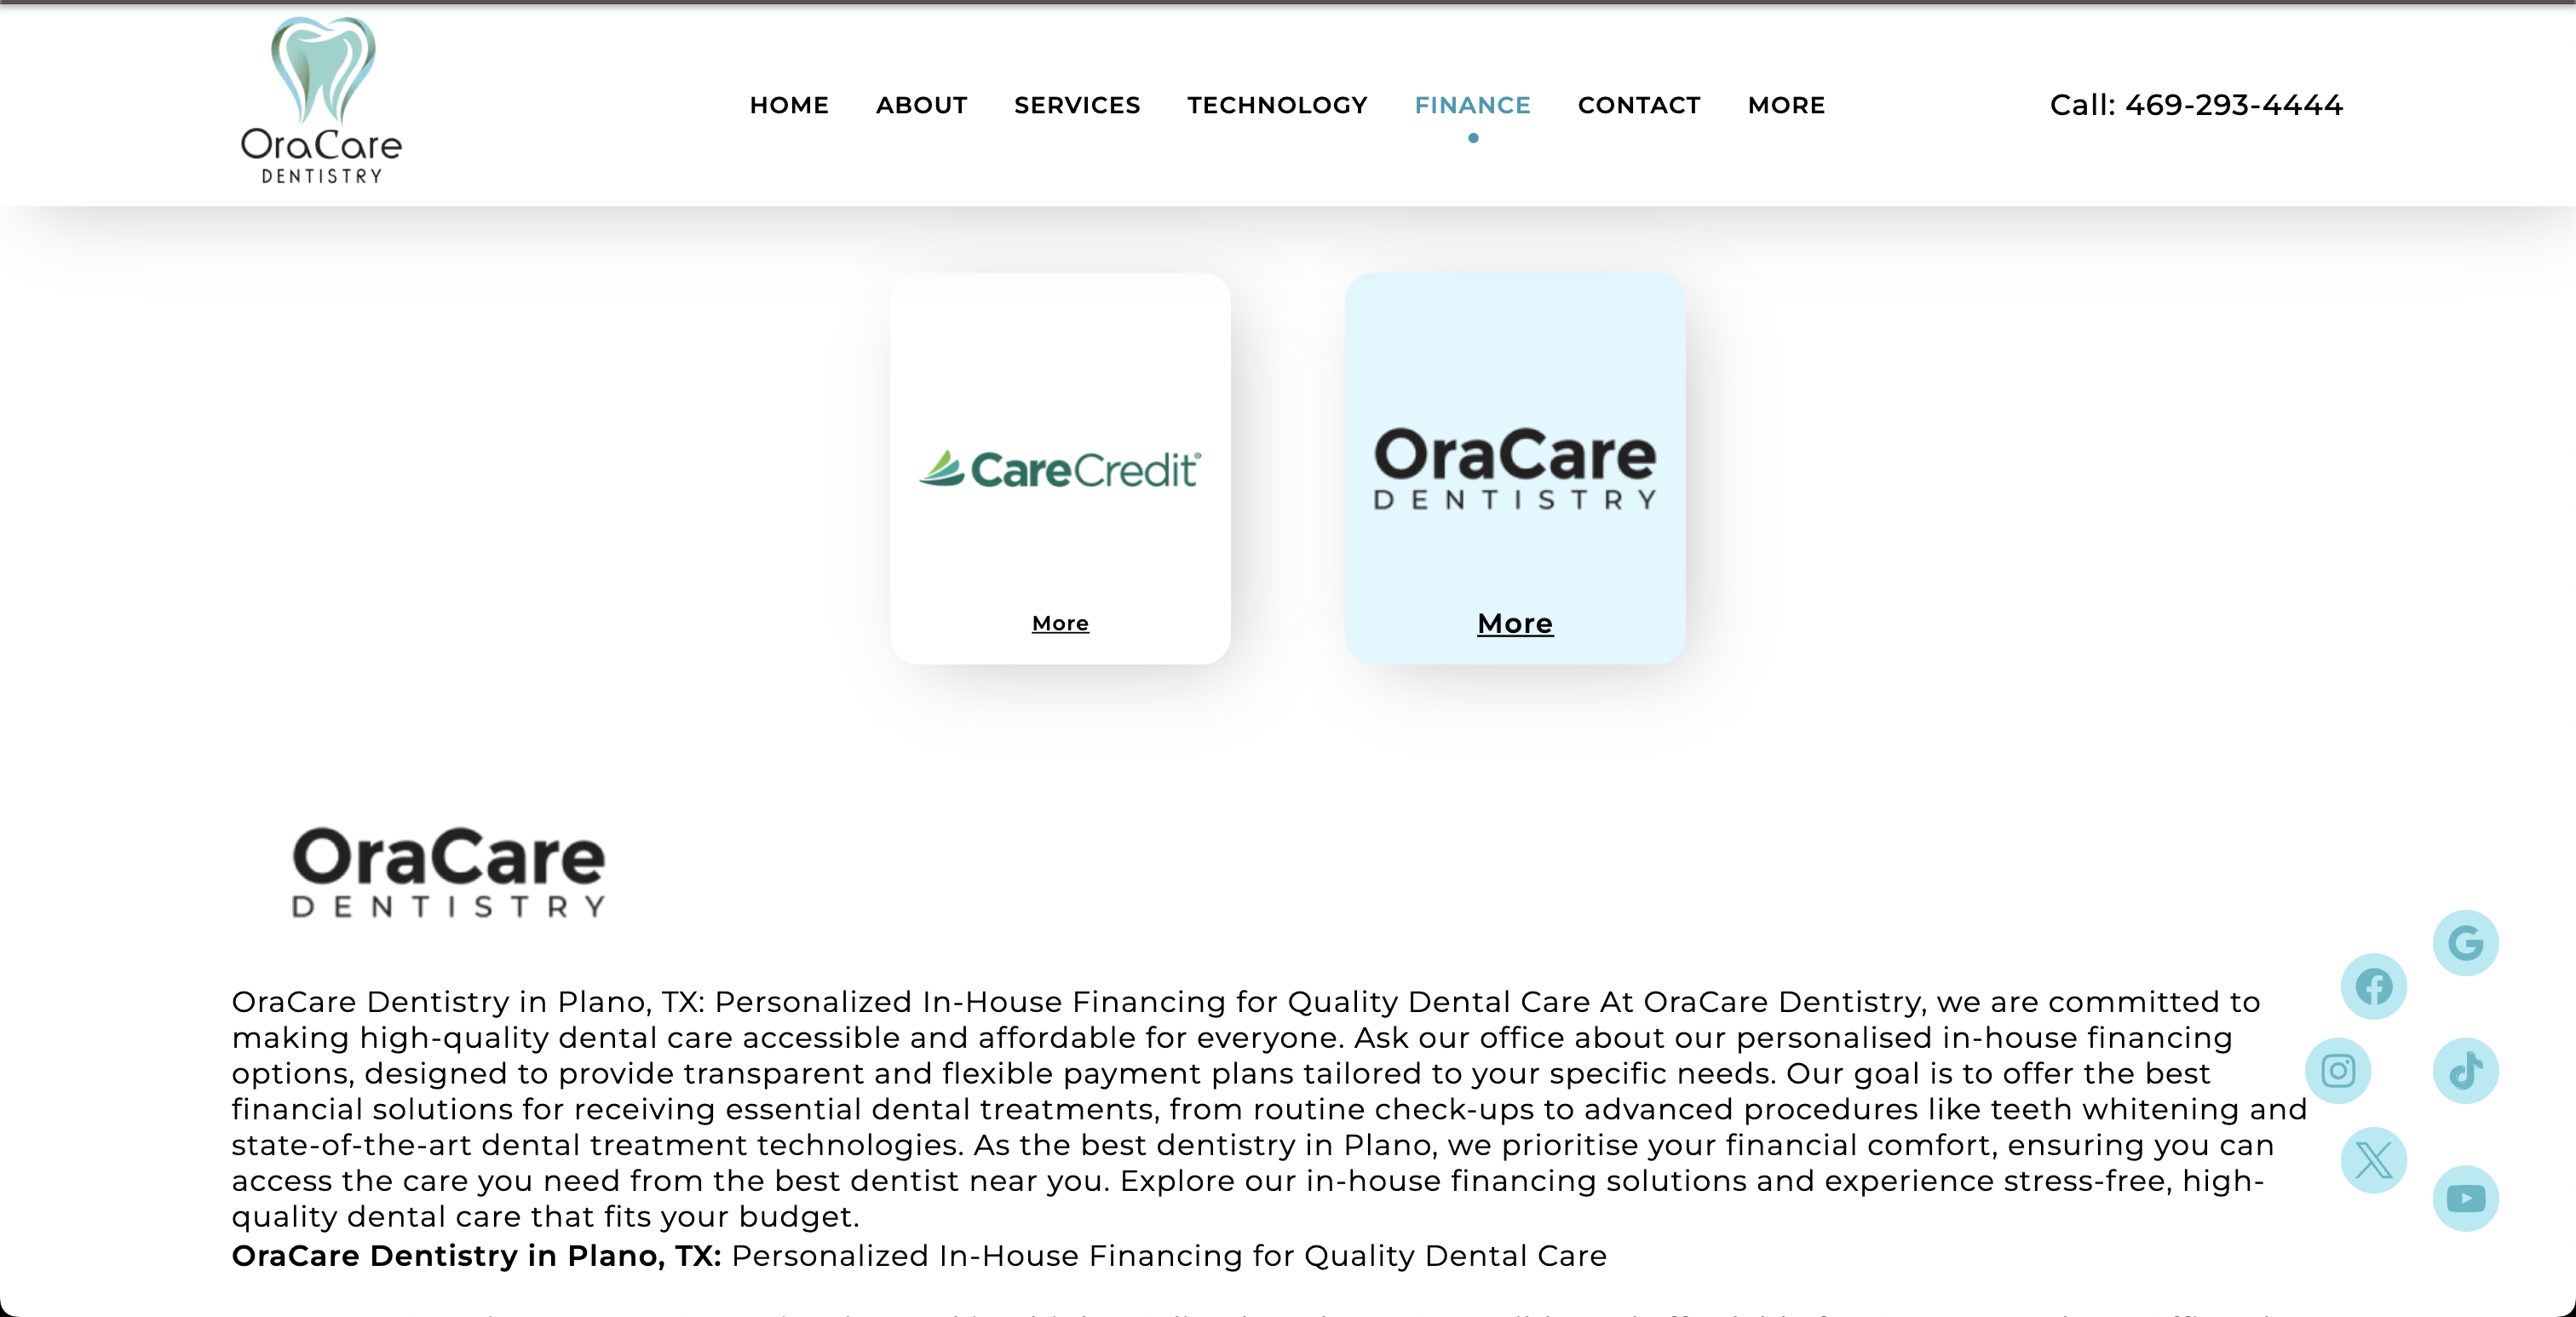 OraCare
DENTISTRY
HOME ABOUT SERVICES TECHNOLOGY FINANCE CONTACT MORE
Call: 469-293-4444
CareCredit®
More
OraCare
DENTISTRY
More
OraCare
DENTISTRY
OraCare Dentistry in Plano, TX: Personalized In-House Financing for Quality Dental Care At OraCare Dentistry, we are committed to
making high-quality dental care accessible and affordable for everyone. Ask our office about our personalised in-house financing
options, designed to provide transparent and flexible payment plans tailored to your specific needs. Our goal is to offer the best
financial solutions for receiving essential dental treatments, from routine check-ups to advanced procedures like teeth whitening and
state-of-the-art dental treatment technologies. As the best dentistry in Plano, we prioritise your financial comfort, ensuring you can
access the care you need from the best dentist near you. Explore our in-house financing solutions and experience stress-free, high-
quality dental care that fits your budget.
OraCare Dentistry in Plano, TX: Personalized In-House Financing for Quality Dental Care